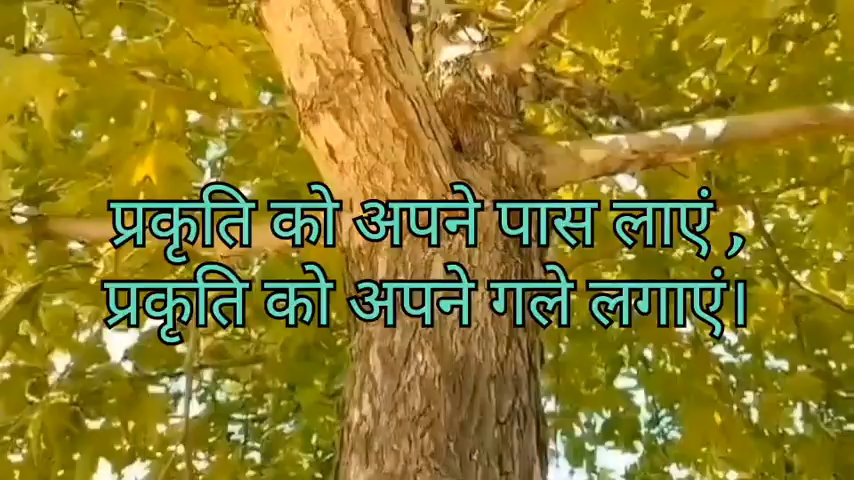 प्रकृति को अपने पास लाएं ,
प्रकृति को अपने गले लगाएं।